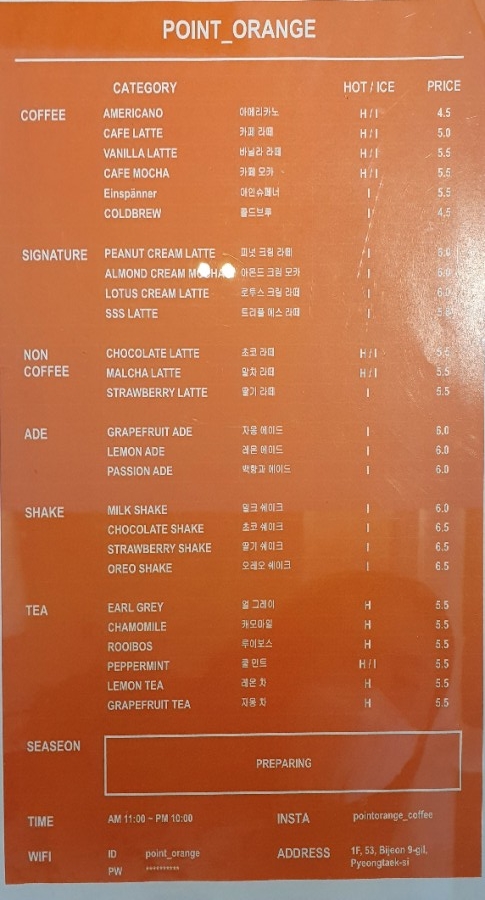 POINT_ORANGE
CATEGORY HOT / ICE PRICE
COFFEE AMERICANO 아메리카노 H / I 4.5
CAFE LATTE 카페 라떼 H / I 5.0
VANILLA LATTE 바닐라 라떼 H / I 5.5
CAFE MOCHA 카페 모카 H / I 5.5
Einspänner 아인슈페너 I 5.5
COLDBREW 콜드브루 I 4.5
SIGNATURE PEANUT CREAM LATTE 피넛 크림 라떼 I 6.0
ALMOND CREAM MOCHA 아몬드 크림 모카 I
LOTUS CREAM LATTE 로투스 크림 라떼 I 6.0
SSS LATTE 트리플 에스 라떼 I
NON COFFEE CHOCOLATE LATTE 초코 라떼 H / I
MALCHA LATTE 말차 라떼 H / I 5.5
STRAWBERRY LATTE 딸기 라떼 I 5.5
ADE GRAPEFRUIT ADE 자몽 에이드 I 6.0
LEMON ADE 레몬 에이드 I 6.0
PASSION ADE 백향과 에이드 I 6.0
SHAKE MILK SHAKE 밀크 쉐이크 I 6.0
CHOCOLATE SHAKE 초코 쉐이크 I 6.5
STRAWBERRY SHAKE 딸기 쉐이크 I 6.5
OREO SHAKE 오레오 쉐이크 I 6.5
TEA EARL GREY 얼 그레이 H 5.5
CHAMOMILE 캐모마일 H 5.5
ROOIBOS 루이보스 H 5.5
PEPPERMINT 쿨 민트 H / I 5.5
LEMON TEA 레몬 차 H 5.5
GRAPEFRUIT TEA 자몽 차 H 5.5
SEASEON PREPARING
TIME AM 11:00 ~ PM 10:00 INSTA pointorange_coffee
WIFI ID point_orange ADDRESS 1F, 53, Bijeon 9-gil,
PW ********** Pyeongtaek-si